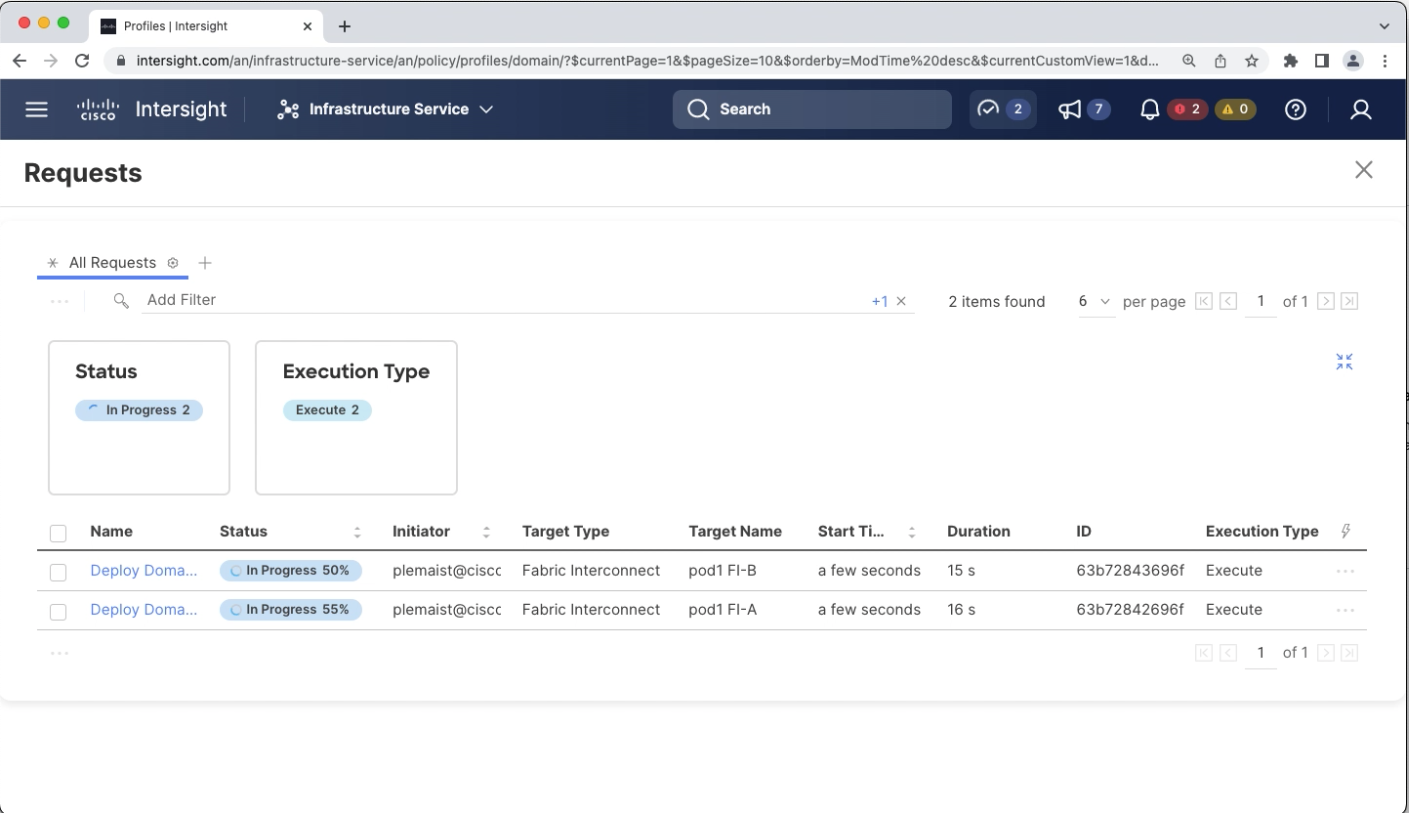 Profiles | Intersight
intersight.com/an/infrastructure-service/an/policy/profiles/domain/?$currentPage=1&$pageSize=10&$orderby=ModTime%20desc&$currentCustomView=1&d...
cisco Intersight Infrastructure Service Search 2 7 2 0
Requests
All Requests
Add Filter +1 2 items found 6 per page 1 of 1
Status Execution Type
In Progress 2 Execute 2
Name Status Initiator Target Type Target Name Start Ti... Duration ID Execution Type
Deploy Doma... In Progress 50% plemaist@cisc Fabric Interconnect pod1 FI-B a few seconds 15 s 63b72843696f Execute
Deploy Doma... In Progress 55% plemaist@cisc Fabric Interconnect pod1 FI-A a few seconds 16 s 63b72842696f Execute
1 of 1